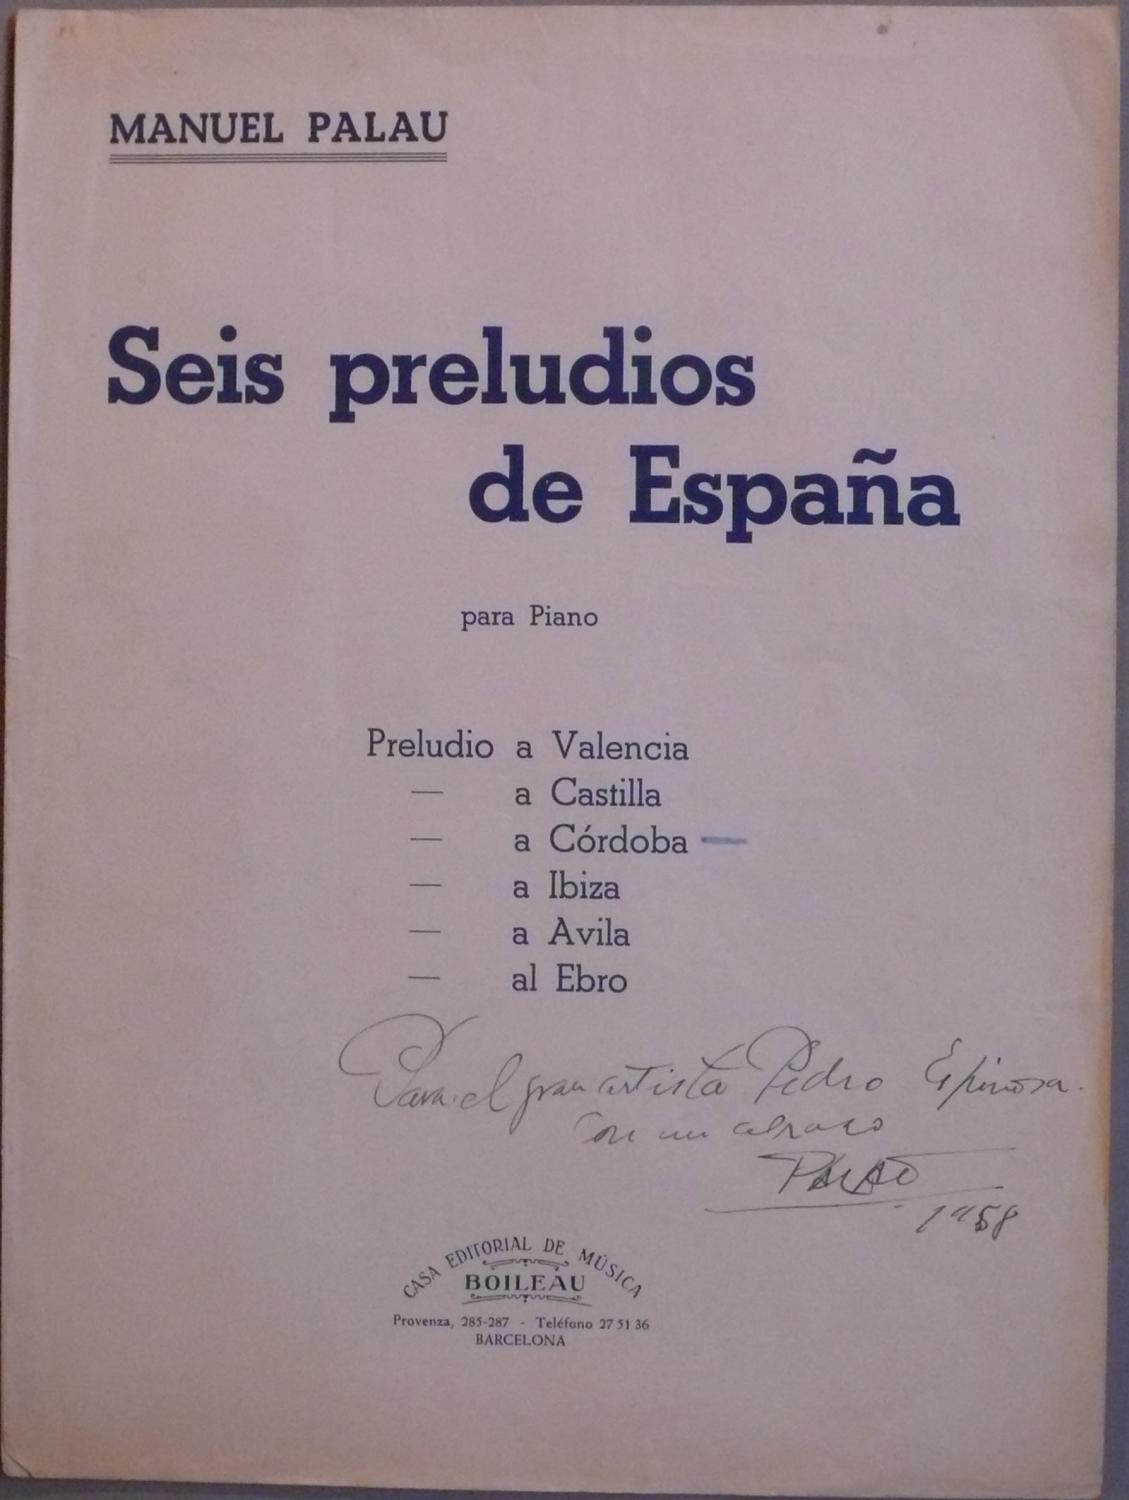 MANUEL PALAU
Seis preludios
de España
para Piano
Preludio a Valencia
— a Castilla
— a Córdoba —
— a Ibiza
— a Avila
— al Ebro
Para el gran artista Pedro Espinosa.
Con un abrazo
Palau
1958
CASA EDITORIAL DE MÚSICA
BOILEAU
Provenza, 285-287 - Teléfono 27 51 36
BARCELONA